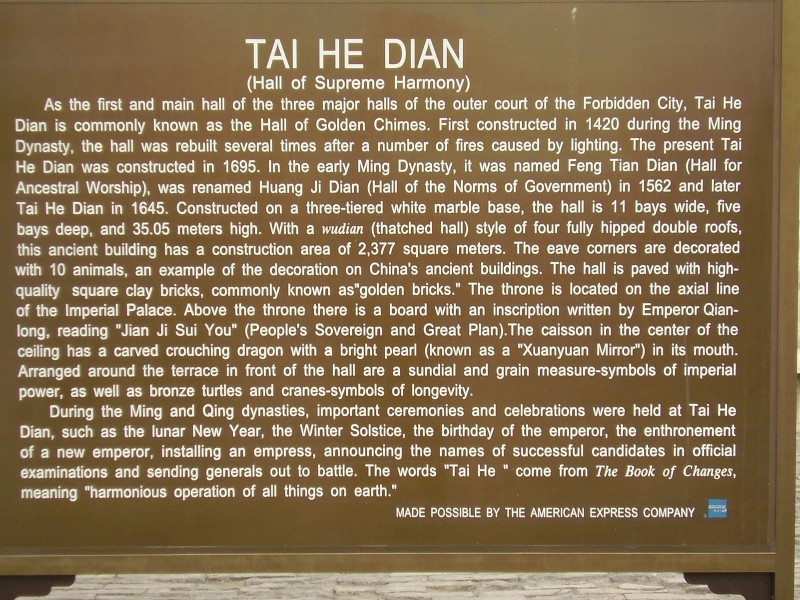 TAI HE DIAN
(Hall of Supreme Harmony)
As the first and main hall of the three major halls of the outer court of the Forbidden City, Tai He
Dian is commonly known as the Hall of Golden Chimes. First constructed in 1420 during the Ming
Dynasty, the hall was rebuilt several times after a number of fires caused by lighting. The present Tai
He Dian was constructed in 1695. In the early Ming Dynasty, it was named Feng Tian Dian (Hall for
Ancestral Worship), was renamed Huang Ji Dian (Hall of the Norms of Government) in 1562 and later
Tai He Dian in 1645. Constructed on a three-tiered white marble base, the hall is 11 bays wide, five
bays deep, and 35.05 meters high. With a wudian (thatched hall) style of four fully hipped double roofs,
this ancient building has a construction area of 2,377 square meters. The eave corners are decorated
with 10 animals, an example of the decoration on China's ancient buildings. The hall is paved with high-
quality square clay bricks, commonly known as"golden bricks." The throne is located on the axial line
of the Imperial Palace. Above the throne there is a board with an inscription written by Emperor Qian-
long, reading "Jian Ji Sui You" (People's Sovereign and Great Plan).The caisson in the center of the
ceiling has a carved crouching dragon with a bright pearl (known as a "Xuanyuan Mirror") in its mouth.
Arranged around the terrace in front of the hall are a sundial and grain measure-symbols of imperial
power, as well as bronze turtles and cranes-symbols of longevity.
During the Ming and Qing dynasties, important ceremonies and celebrations were held at Tai He
Dian, such as the lunar New Year, the Winter Solstice, the birthday of the emperor, the enthronement
of a new emperor, installing an empress, announcing the names of successful candidates in official
examinations and sending generals out to battle. The words "Tai He " come from The Book of Changes,
meaning "harmonious operation of all things on earth."
MADE POSSIBLE BY THE AMERICAN EXPRESS COMPANY